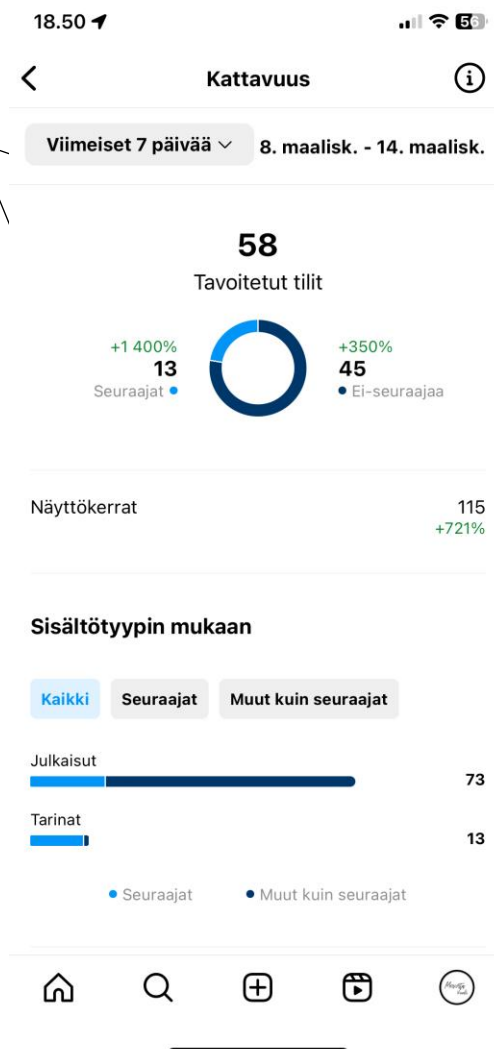 18.50
56
Kattavuus
Viimeiset 7 päivää
8. maalisk. - 14. maalisk.
58
Tavoitetut tilit
+1 400%
13
Seuraajat
+350%
45
Ei-seuraajaa
Näyttökerrat
115
+721%
Sisältötyypin mukaan
Kaikki Seuraajat Muut kuin seuraajat
Julkaisut
73
Tarinat
13
Seuraajat Muut kuin seuraajat